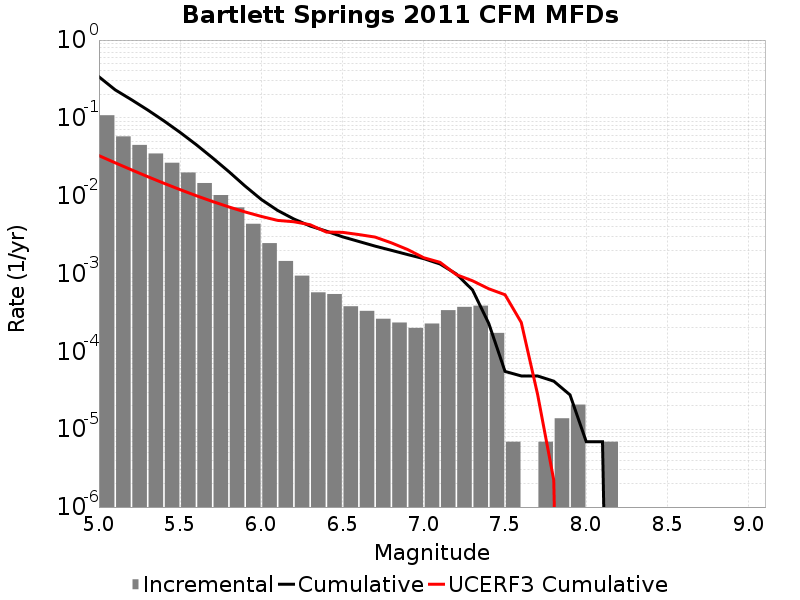 Bartlett Springs 2011 CFM MFDs
10^0
10^-1
10^-2
10^-3
10^-4
10^-5
10^-6
Rate (1/yr)
5.0 5.5 6.0 6.5 7.0 7.5 8.0 8.5 9.0
Magnitude
Incremental Cumulative UCERF3 Cumulative